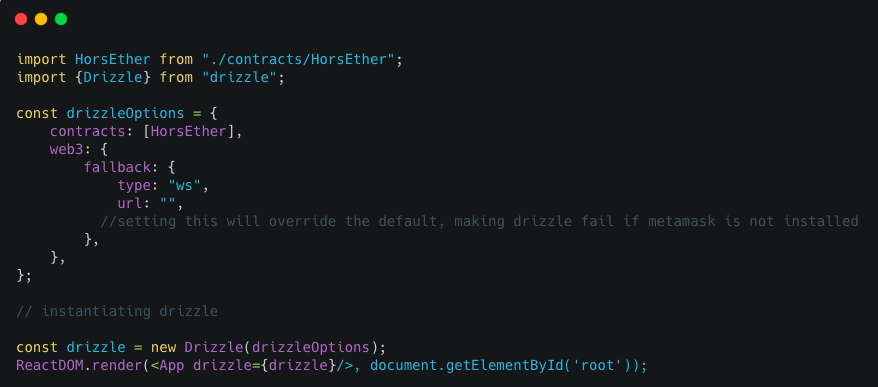 import HorsEther from "./contracts/HorsEther";
import {Drizzle} from "drizzle";

const drizzleOptions = {
    contracts: [HorsEther],
    web3: {
        fallback: {
            type: "ws",
            url: "",
          //setting this will override the default, making drizzle fail if metamask is not installed
        },
    },
};

// instantiating drizzle

const drizzle = new Drizzle(drizzleOptions);
ReactDOM.render(<App drizzle={drizzle}/>, document.getElementById('root'));